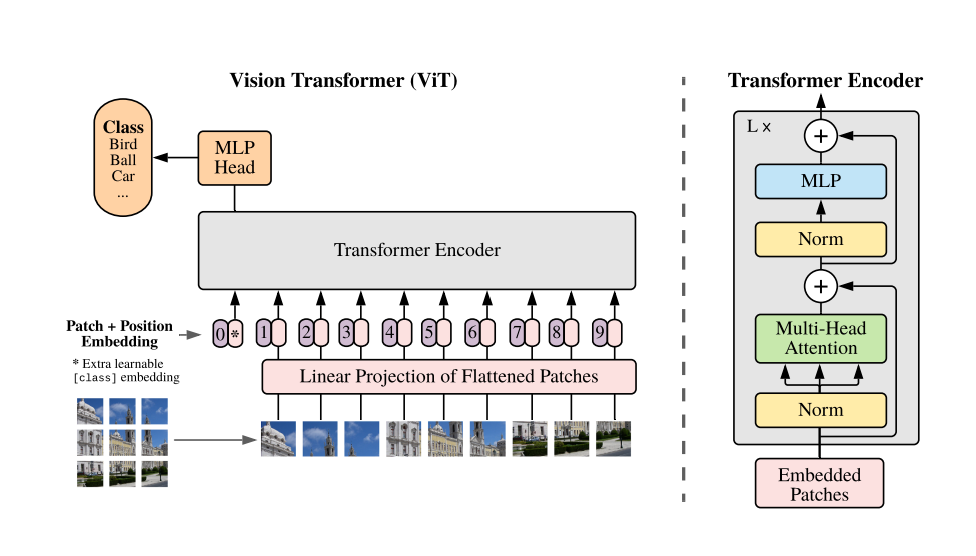 Vision Transformer (ViT)
Class
Bird
Ball
Car
...
MLP
Head
Transformer Encoder
Patch + Position
Embedding
0 * 1 2 3 4 5 6 7 8 9
* Extra learnable
[class] embedding
Linear Projection of Flattened Patches
Transformer Encoder
L x
+
MLP
Norm
+
Multi-Head
Attention
Norm
Embedded
Patches